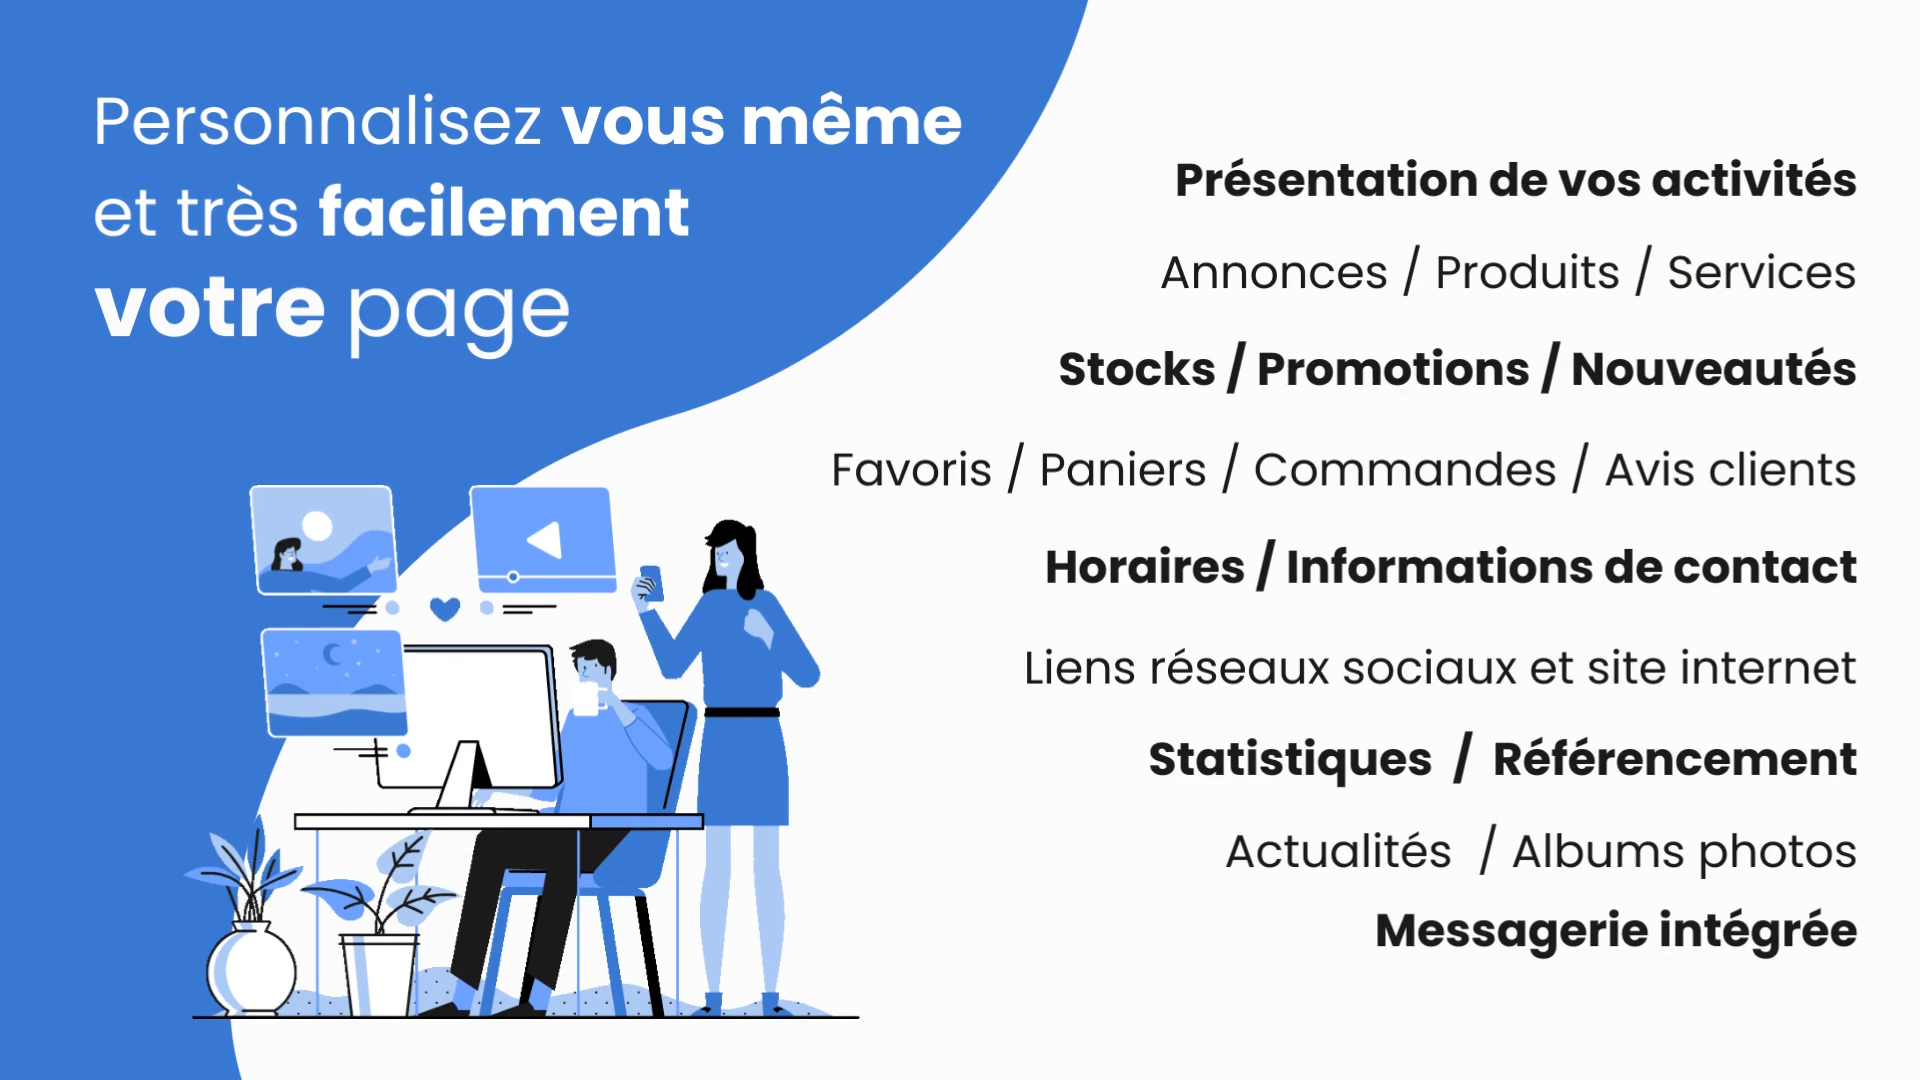 Personnalisez vous même
et très facilement
votre page
Présentation de vos activités
Annonces / Produits / Services
Stocks / Promotions / Nouveautés
Favoris / Paniers / Commandes / Avis clients
Horaires / Informations de contact
Liens réseaux sociaux et site internet
Statistiques / Référencement
Actualités / Albums photos
Messagerie intégrée